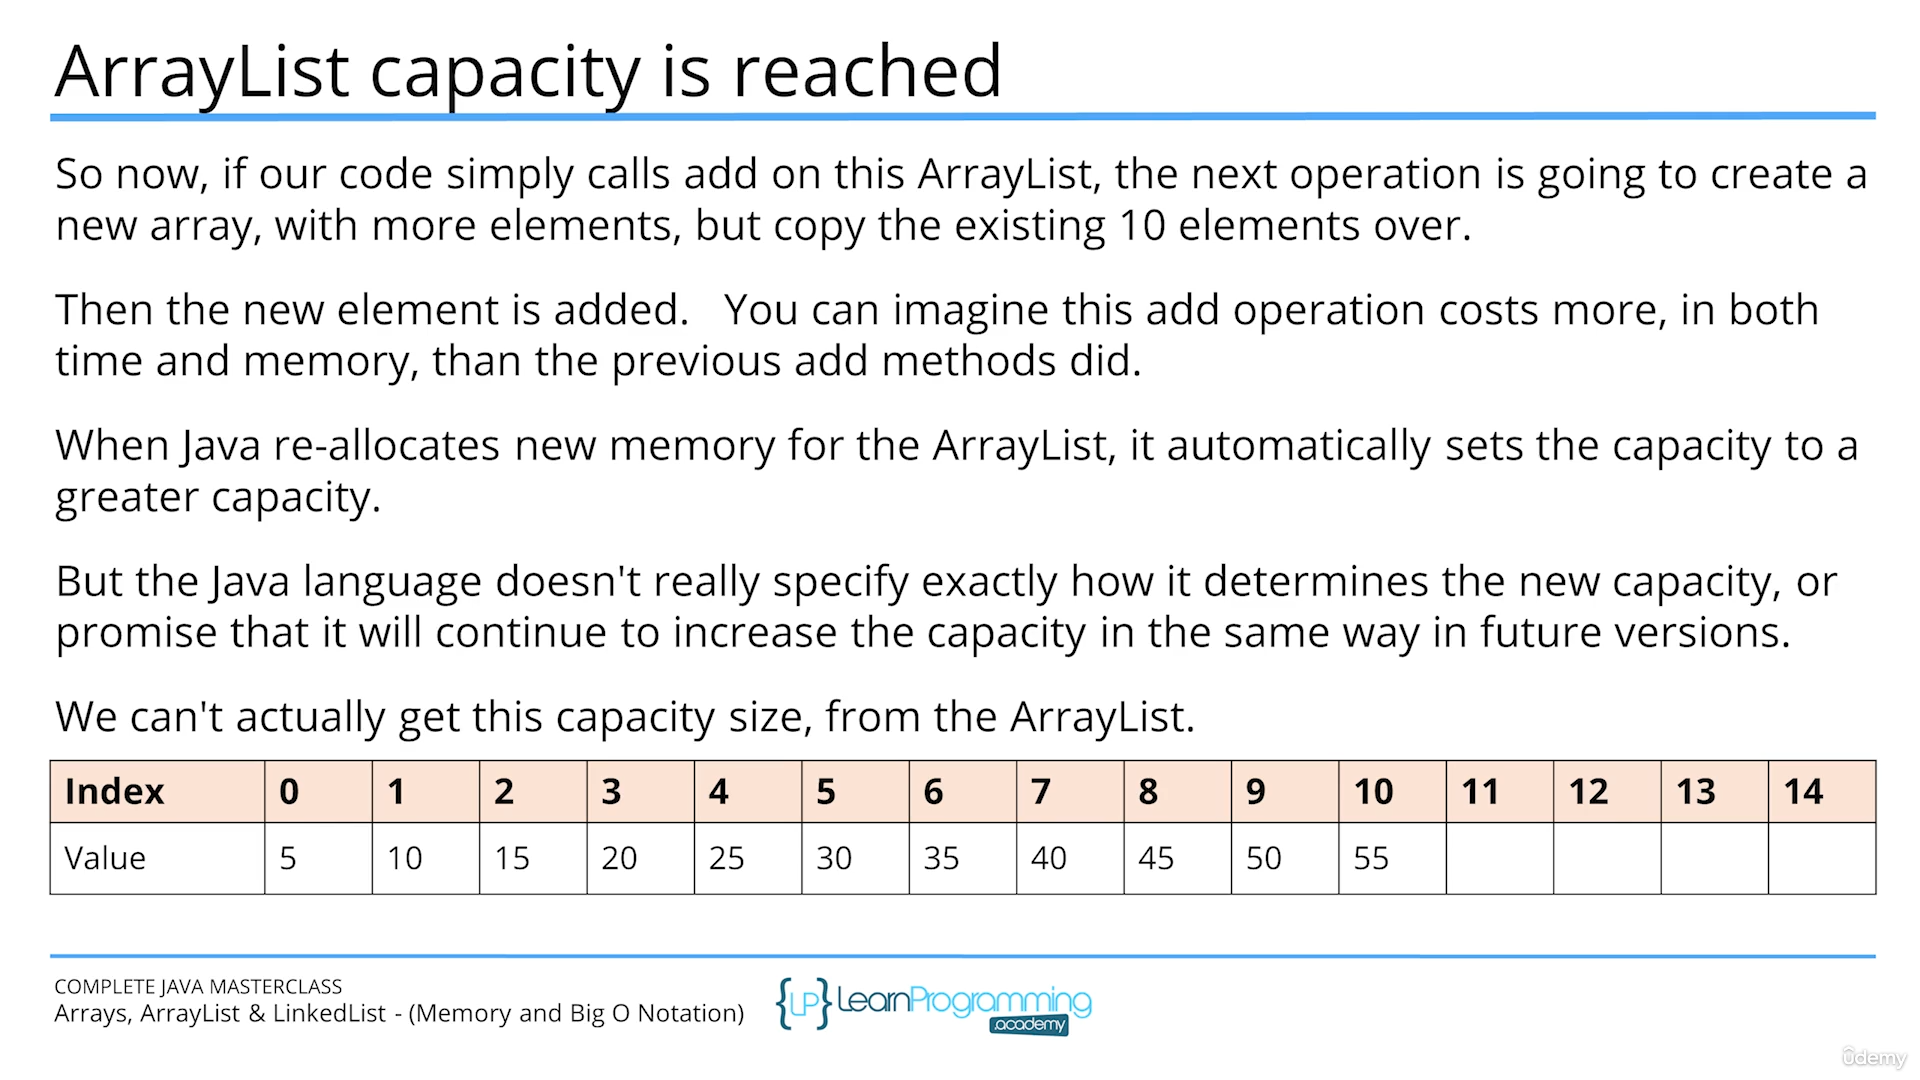 ArrayList capacity is reached
So now, if our code simply calls add on this ArrayList, the next operation is going to create a
new array, with more elements, but copy the existing 10 elements over.
Then the new element is added.   You can imagine this add operation costs more, in both
time and memory, than the previous add methods did.
When Java re-allocates new memory for the ArrayList, it automatically sets the capacity to a
greater capacity.
But the Java language doesn't really specify exactly how it determines the new capacity, or
promise that it will continue to increase the capacity in the same way in future versions.
We can't actually get this capacity size, from the ArrayList.
Index 0 1 2 3 4 5 6 7 8 9 10 11 12 13 14
Value 5 10 15 20 25 30 35 40 45 50 55
COMPLETE JAVA MASTERCLASS
Arrays, ArrayList & LinkedList - (Memory and Big O Notation)
{LP} LearnProgramming
.academy
ûdemy